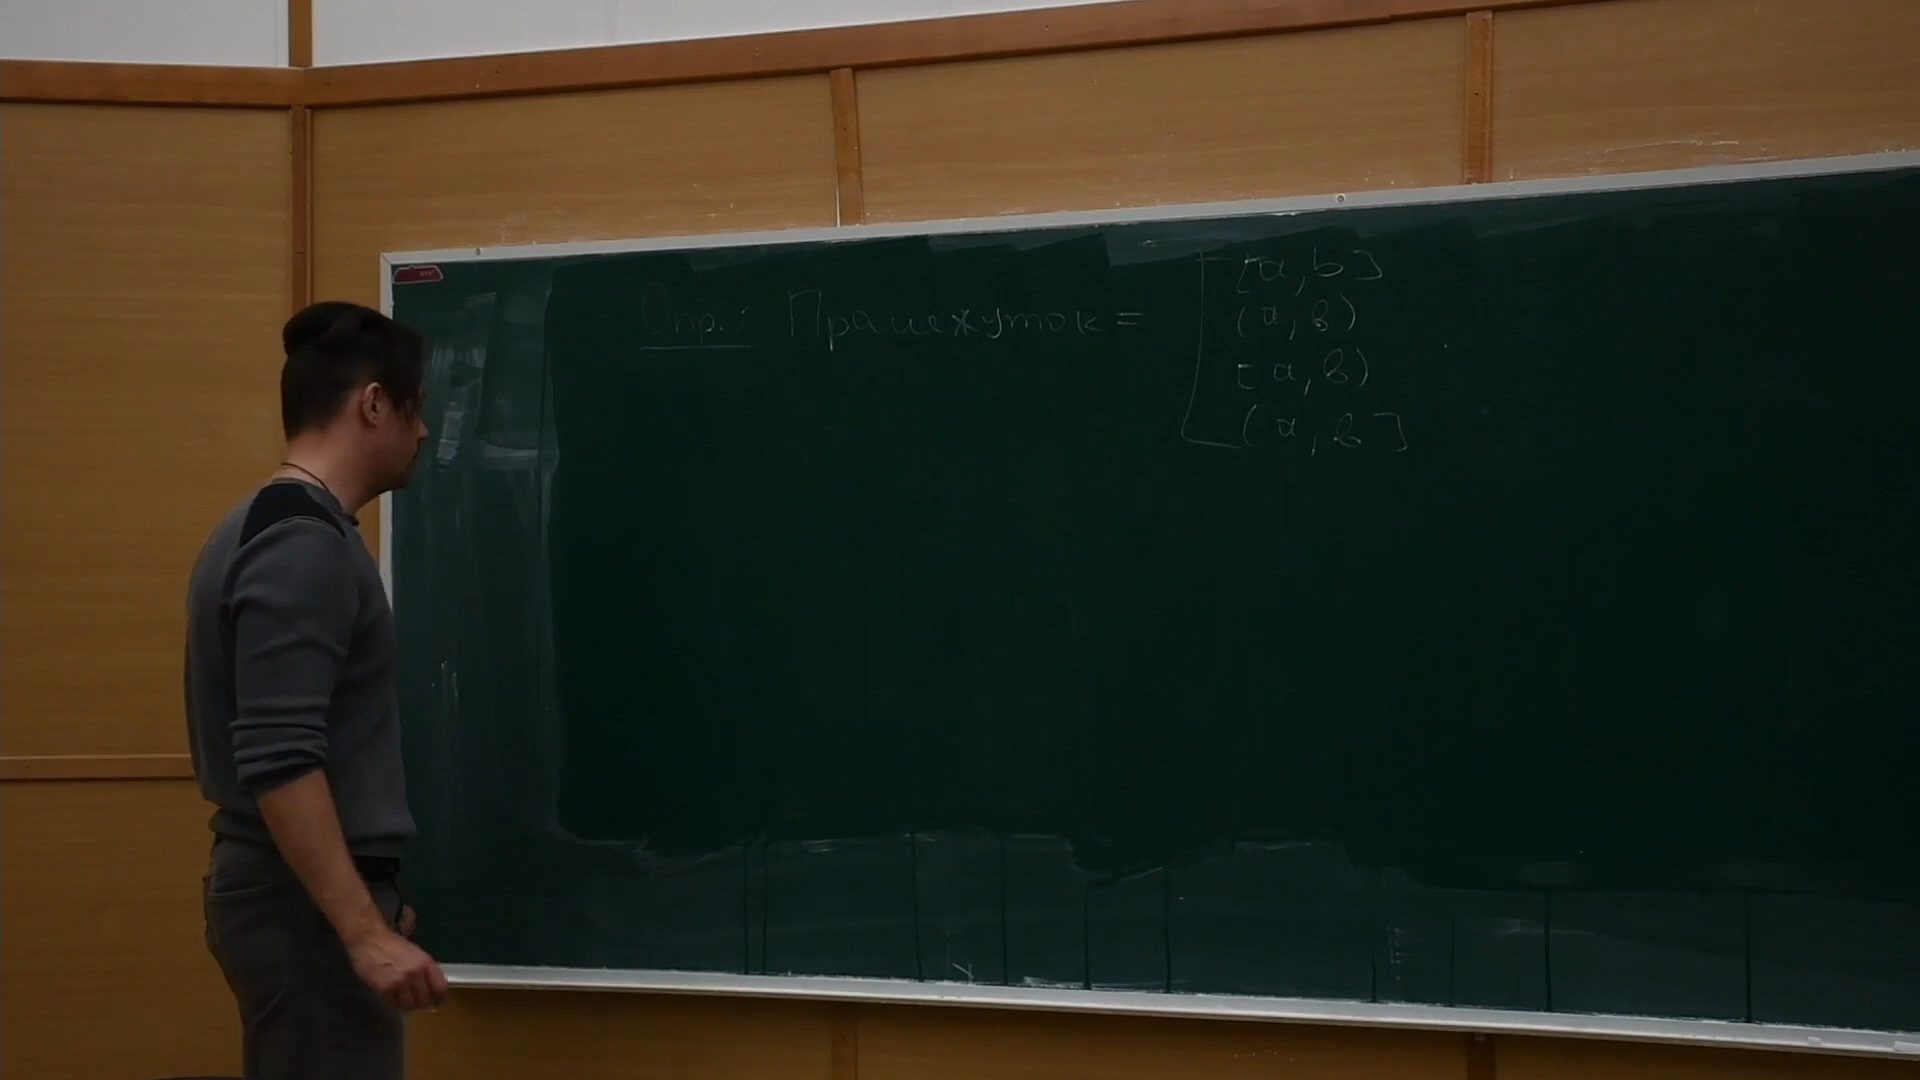 Опр.: Промежуток = [a, b]
(a, b)
[a, b)
(a, b]